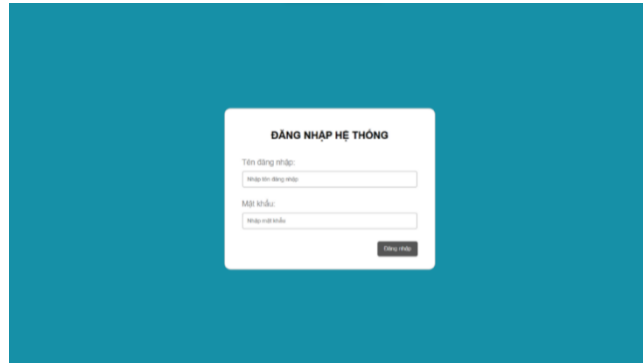 ĐĂNG NHẬP HỆ THỐNG
Tên đăng nhập:
Nhập tên đăng nhập
Mật khẩu:
Nhập mật khẩu
Đăng nhập